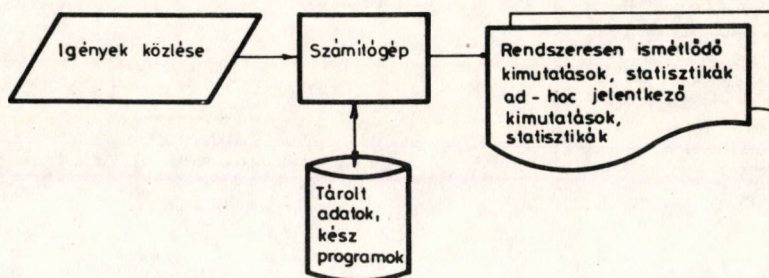 Igények közlése
Számítógép
Rendszeresen ismétlődő
kimutatások, statisztikák
ad-hoc jelentkező
kimutatások,
statisztikák
Tárolt
adatok,
kész
programok